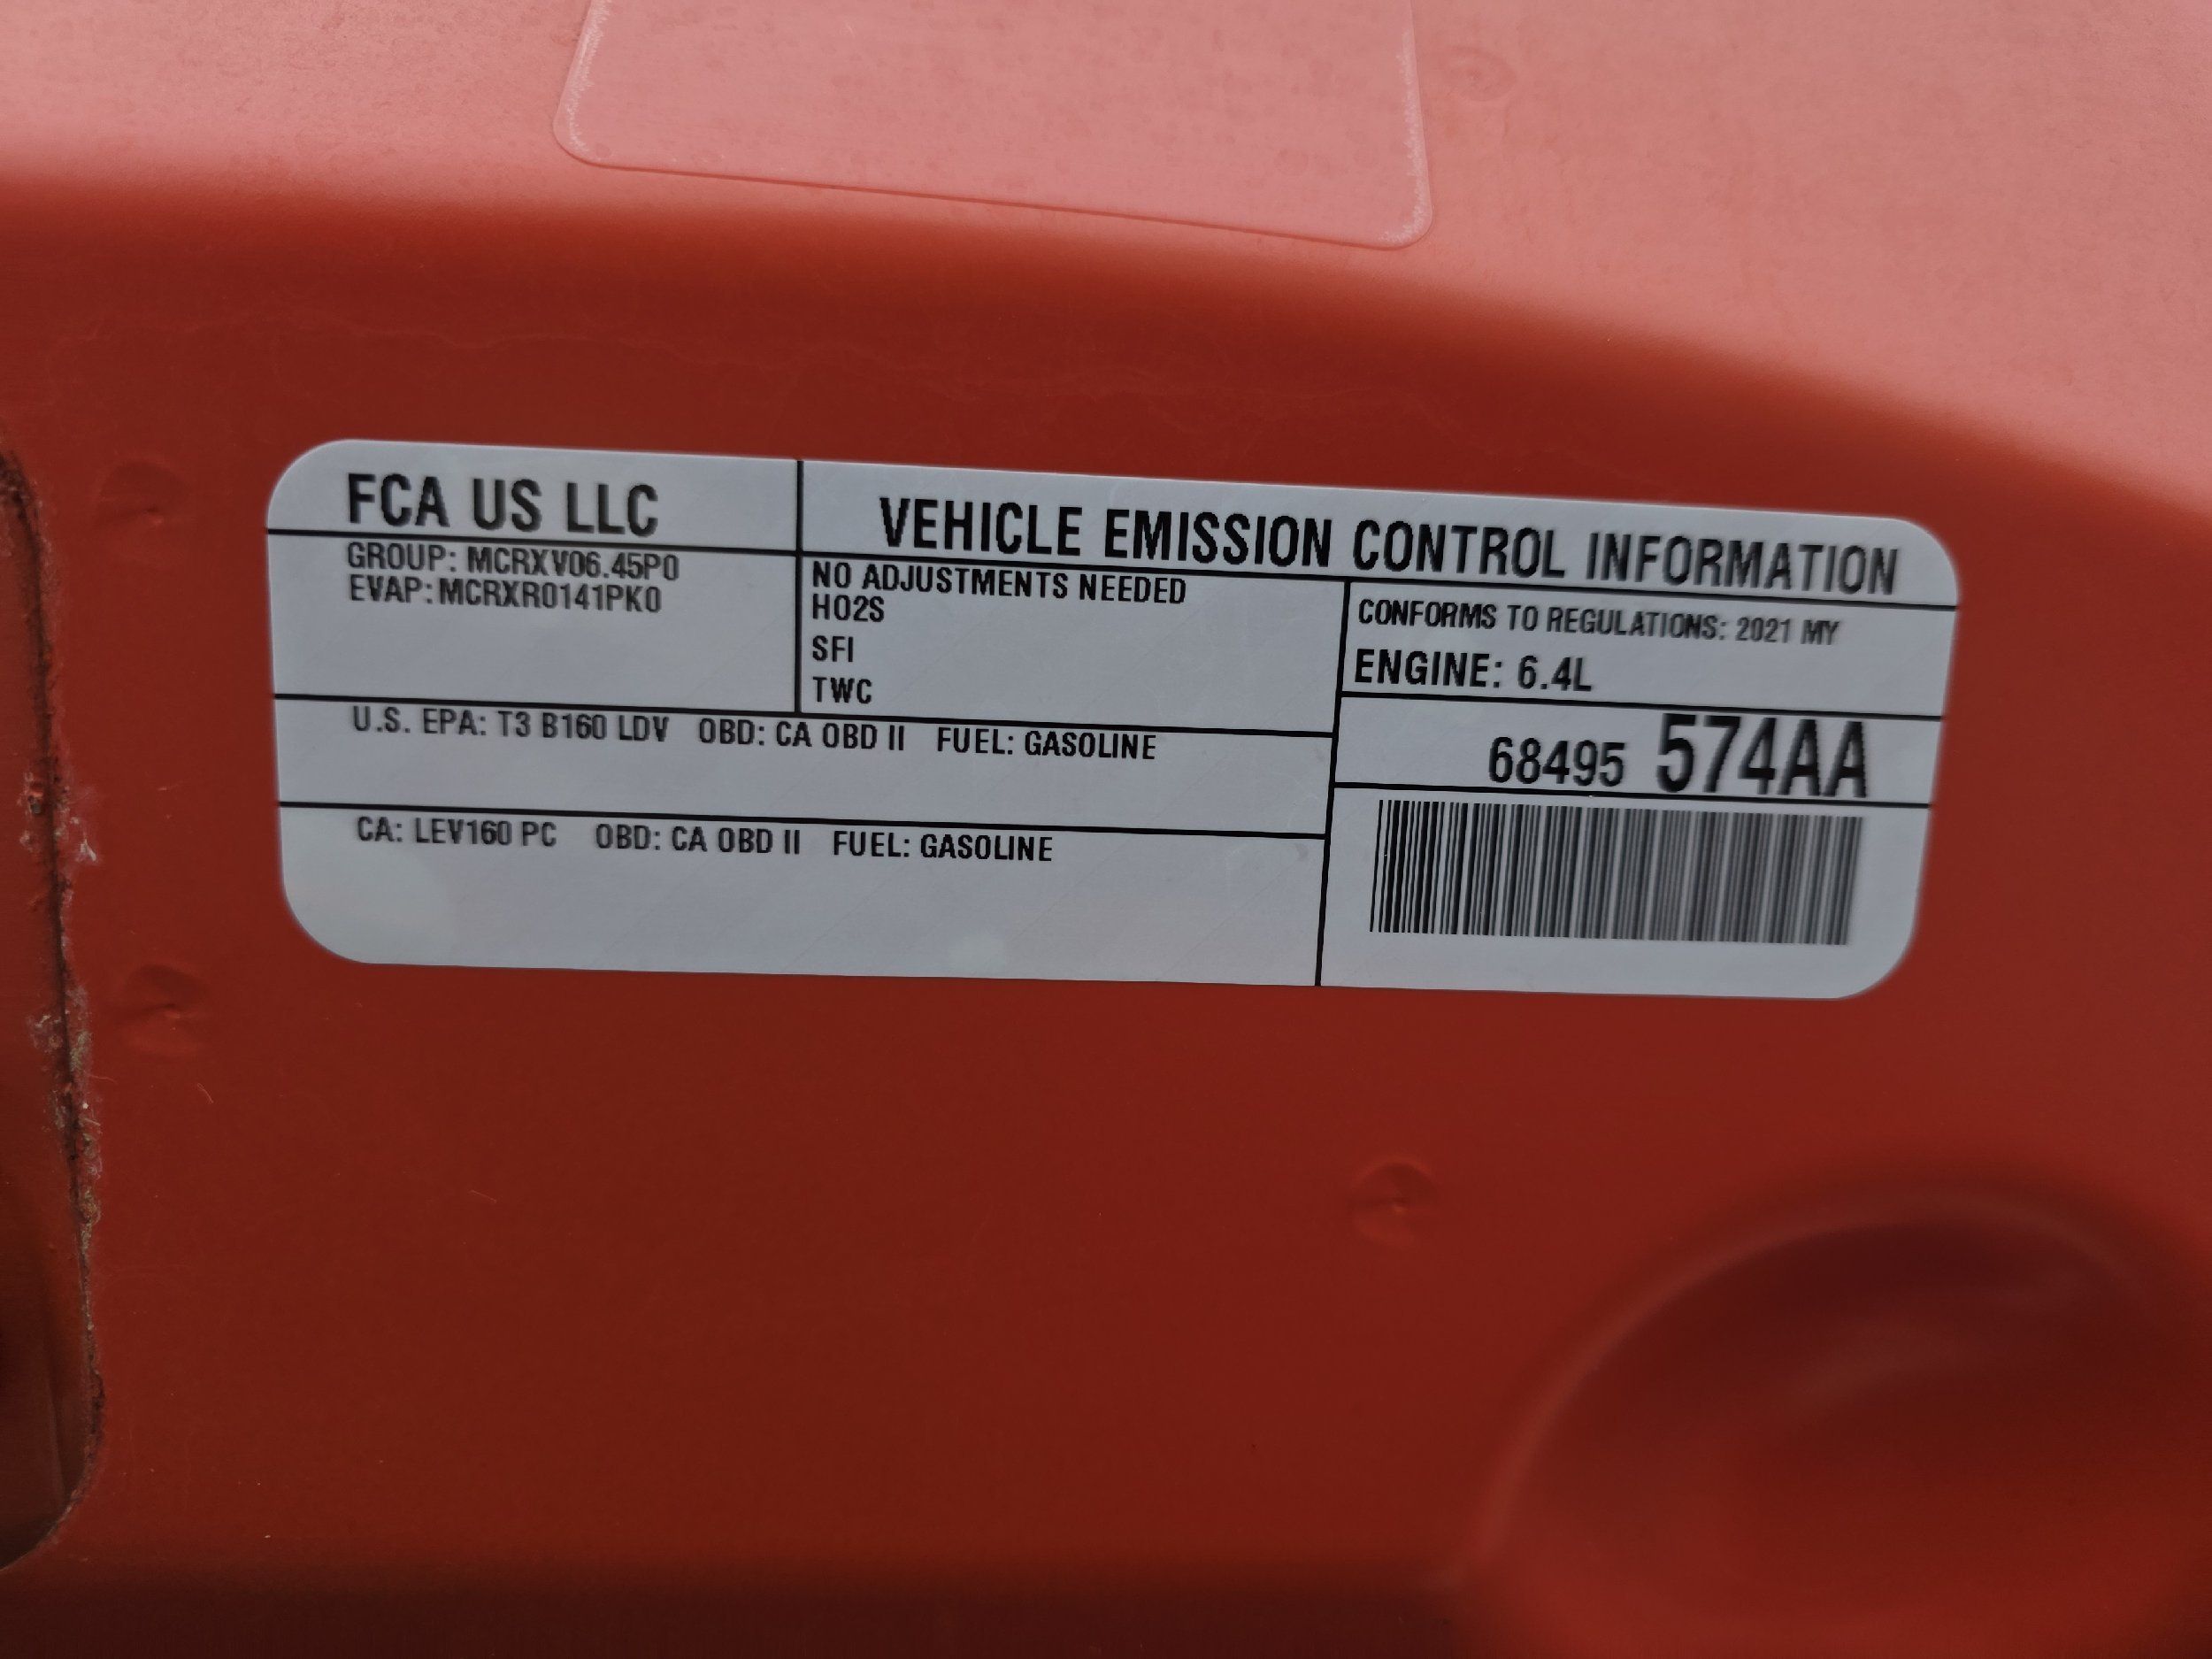 FCA US LLC
VEHICLE EMISSION CONTROL INFORMATION
GROUP: MCRXV06.45P0
EVAP: MCRXR0141PK0
NO ADJUSTMENTS NEEDED
HO2S
SFI
TWC
CONFORMS TO REGULATIONS: 2021 MY
ENGINE: 6.4L
U.S. EPA: T3 B160 LDV OBD: CA OBD II FUEL: GASOLINE
68495 574AA
CA: LEV160 PC OBD: CA OBD II FUEL: GASOLINE